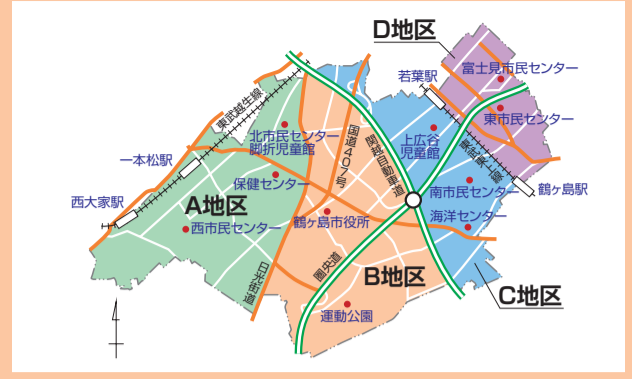 D地区
富士見市民センター
若葉駅
東武越生線
東市民センター
北市民センター
脚折児童館
国道407号
関越自動車道
上広谷
児童館
東武東上線
一本松駅
保健センター
南市民センター
鶴ヶ島駅
西大家駅
A地区
鶴ヶ島市役所
海洋センター
西市民センター
日光街道
圏央道
B地区
C地区
運動公園